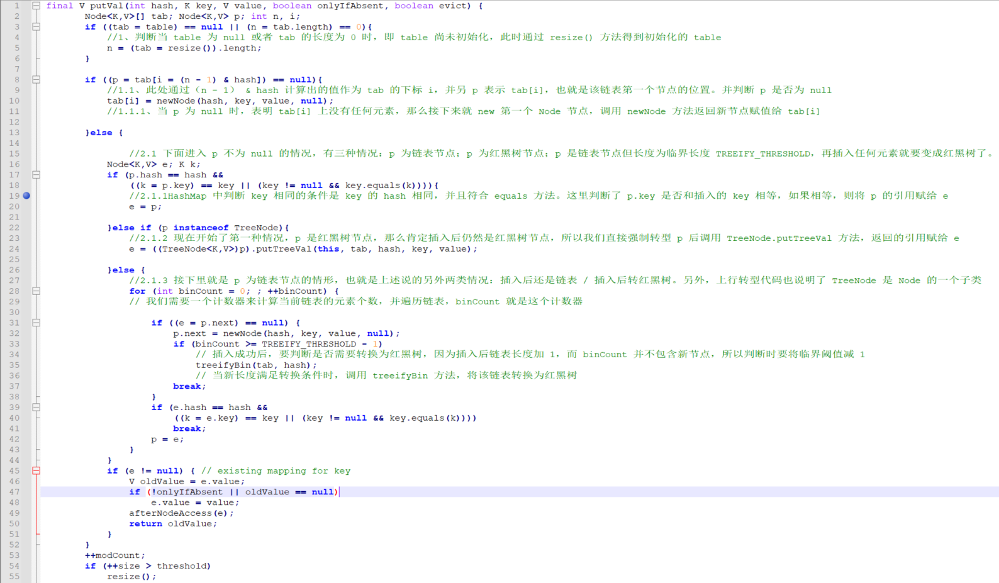 1 final V putVal(int hash, K key, V value, boolean onlyIfAbsent, boolean evict) {
2 Node<K,V>[] tab; Node<K,V> p; int n, i;
3 if ((tab = table) == null || (n = tab.length) == 0){
4 //1、判断当 table 为 null 或者 tab 的长度为 0 时，即 table 尚未初始化，此时通过 resize() 方法得到初始化的 table
5 n = (tab = resize()).length;
6 }
7
8 if ((p = tab[i = (n - 1) & hash]) == null){
9 //1.1、此处通过（n - 1） & hash 计算出的值作为 tab 的下标 i，并另 p 表示 tab[i]，也就是该链表第一个节点的位置。并判断 p 是否为 null
10 tab[i] = newNode(hash, key, value, null);
11 //1.1.1、当 p 为 null 时，表明 tab[i] 上没有任何元素，那么接下来就 new 第一个 Node 节点，调用 newNode 方法返回新节点赋值给 tab[i]
12
13 }else {
14
15 //2.1 下面进入 p 不为 null 的情况，有三种情况：p 为链表节点；p 为红黑树节点；p 是链表节点但长度为临界长度 TREEIFY_THRESHOLD，再插入任何元素就要变成红黑树了。
16 Node<K,V> e; K k;
17 if (p.hash == hash &&
18 ((k = p.key) == key || (key != null && key.equals(k)))){
19 //2.1.1HashMap 中判断 key 相同的条件是 key 的 hash 相同，并且符合 equals 方法。这里判断了 p.key 是否和插入的 key 相等，如果相等，则将 p 的引用赋给 e
20 e = p;
21
22 }else if (p instanceof TreeNode){
23 //2.1.2 现在开始了第一种情况，p 是红黑树节点，那么肯定插入后仍然是红黑树节点，所以我们直接强制转型 p 后调用 TreeNode.putTreeVal 方法，返回的引用赋给 e
24 e = ((TreeNode<K,V>)p).putTreeVal(this, tab, hash, key, value);
25
26 }else {
27 //2.1.3 接下里就是 p 为链表节点的情形，也就是上述说的另外两类情况：插入后还是链表 / 插入后转红黑树。另外，上行转型代码也说明了 TreeNode 是 Node 的一个子类
28 for (int binCount = 0; ; ++binCount) {
29 // 我们需要一个计数器来计算当前链表的元素个数，并遍历链表，binCount 就是这个计数器
30
31 if ((e = p.next) == null) {
32 p.next = newNode(hash, key, value, null);
33 if (binCount >= TREEIFY_THRESHOLD - 1)
34 // 插入成功后，要判断是否需要转换为红黑树，因为插入后链表长度加 1，而 binCount 并不包含新节点，所以判断时要将临界阈值减 1
35 treeifyBin(tab, hash);
36 // 当新长度满足转换条件时，调用 treeifyBin 方法，将该链表转换为红黑树
37 break;
38 }
39 if (e.hash == hash &&
40 ((k = e.key) == key || (key != null && key.equals(k))))
41 break;
42 p = e;
43 }
44 }
45 if (e != null) { // existing mapping for key
46 V oldValue = e.value;
47 if (!onlyIfAbsent || oldValue == null)
48 e.value = value;
49 afterNodeAccess(e);
50 return oldValue;
51 }
52 }
53 ++modCount;
54 if (++size > threshold)
55 resize();